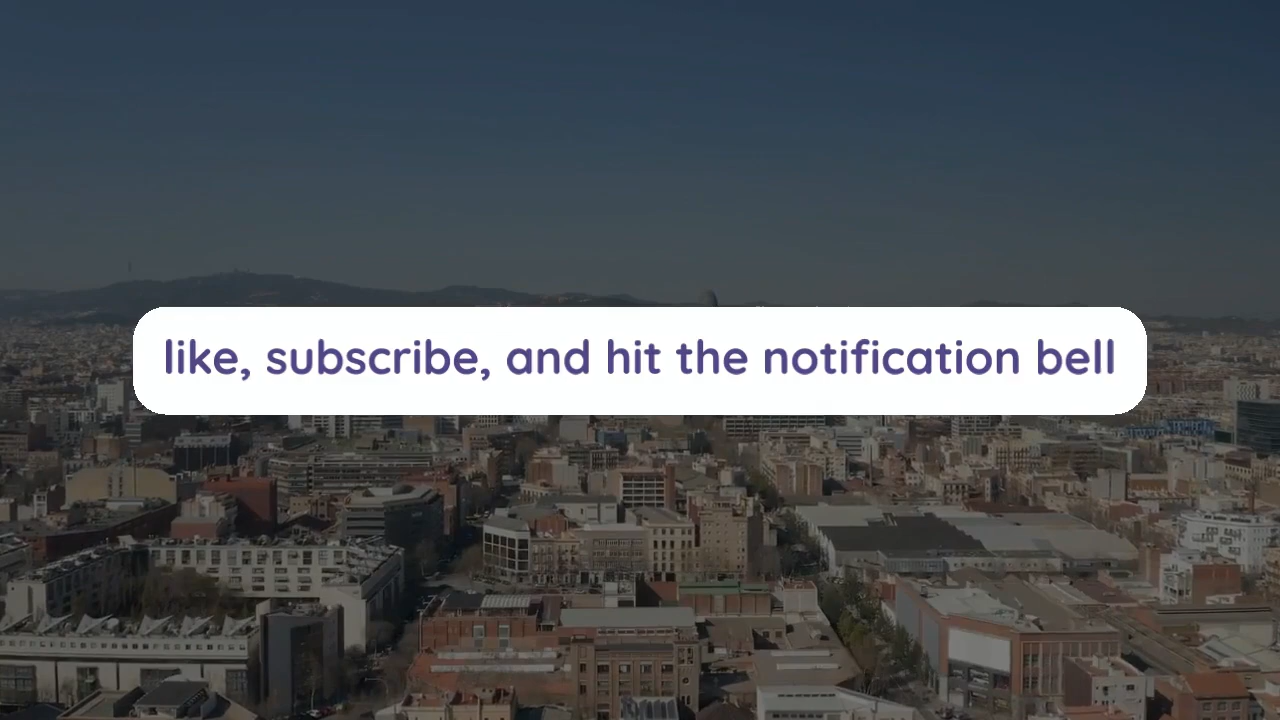 like, subscribe, and hit the notification bell